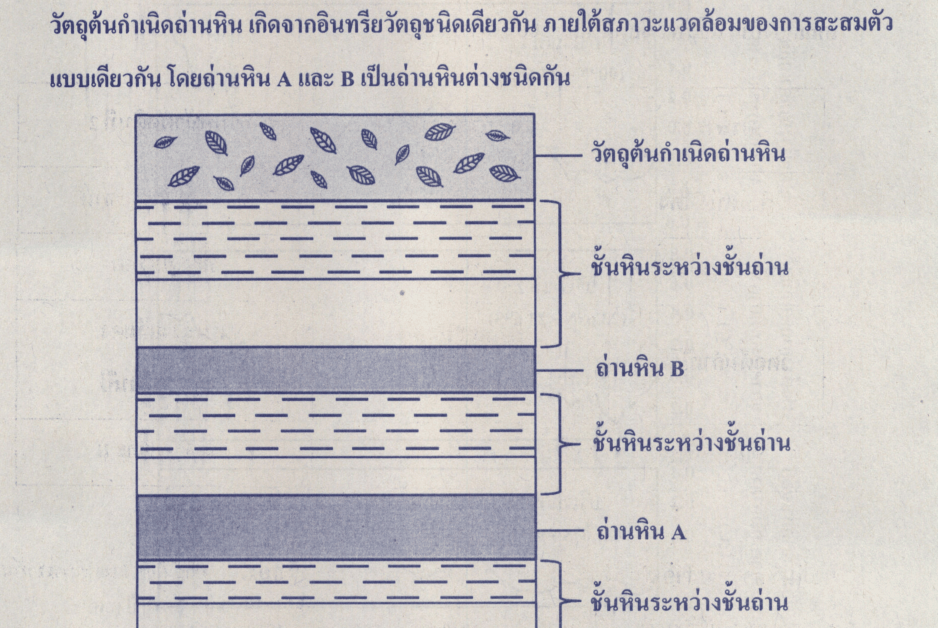 วัตถุต้นกำเนิดถ่านหิน เกิดจากอินทรียวัตถุชนิดเดียวกัน ภายใต้สภาวะแวดล้อมของการสะสมตัว
แบบเดียวกัน โดยถ่านหิน A และ B เป็นถ่านหินต่างชนิดกัน
วัตถุต้นกำเนิดถ่านหิน
ชั้นหินระหว่างชั้นถ่าน
ถ่านหิน B
ชั้นหินระหว่างชั้นถ่าน
ถ่านหิน A
ชั้นหินระหว่างชั้นถ่าน